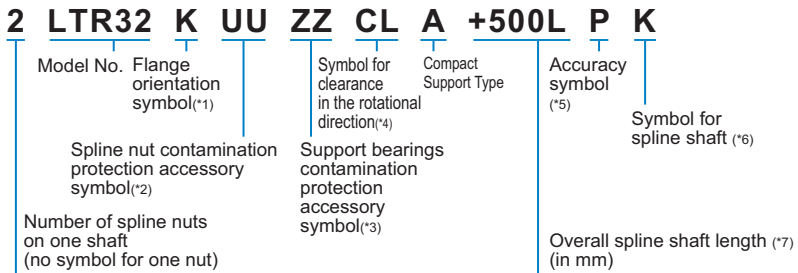 2 LTR32 K UU ZZ CL A +500L P K
Model No.
Flange
orientation
symbol(*1)
Symbol for
clearance
in the rotational
direction(*4)
Compact
Support Type
Accuracy
symbol
(*5)
Symbol for
spline shaft (*6)
Spline nut contamination
protection accessory
symbol(*2)
Support bearings
contamination
protection
accessory
symbol(*3)
Number of spline nuts
on one shaft
(no symbol for one nut)
Overall spline shaft length (*7)
(in mm)